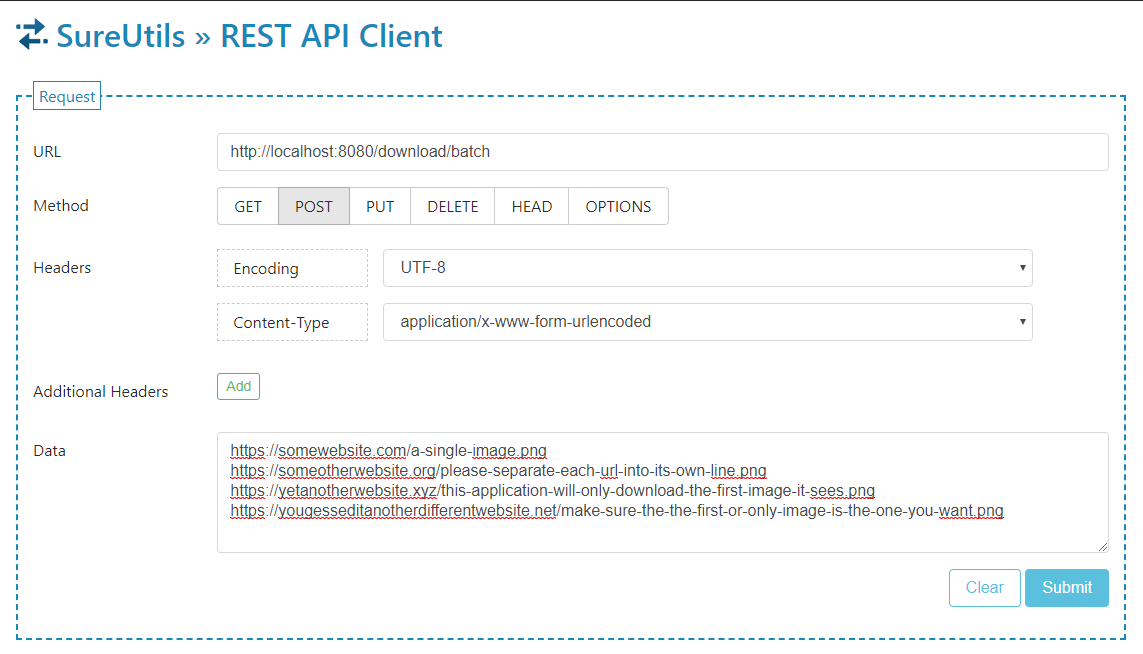 SureUtils » REST API Client
Request
URL
http://localhost:8080/download/batch
Method
GET POST PUT DELETE HEAD OPTIONS
Headers
Encoding
UTF-8
Content-Type
application/x-www-form-urlencoded
Additional Headers
Add
Data
https://somewebsite.com/a-single-image.png
https://someotherwebsite.org/please-separate-each-url-into-its-own-line.png
https://yetanotherwebsite.xyz/this-application-will-only-download-the-first-image-it-sees.png
https://yougesseditanotherdifferentwebsite.net/make-sure-the-the-first-or-only-image-is-the-one-you-want.png
Clear
Submit